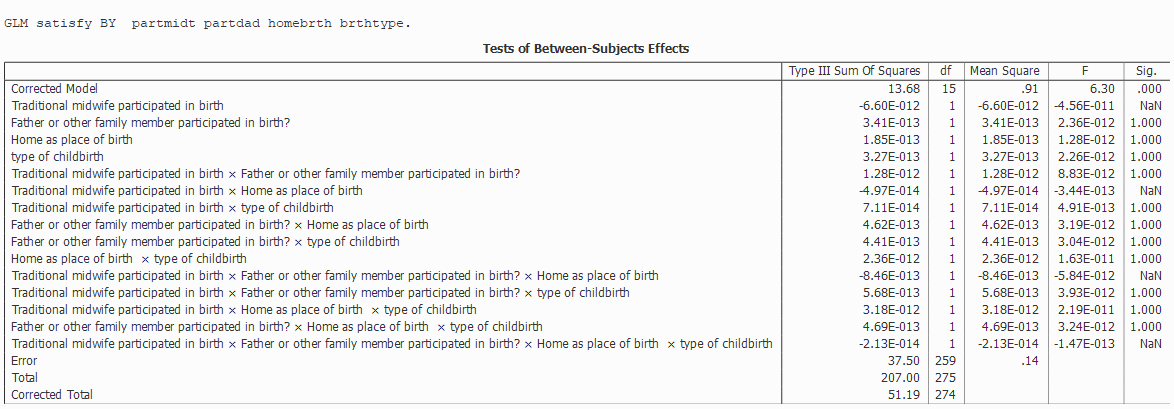 GLM satisfy BY  partmidt partdad homebrth brthtype.
Tests of Between-Subjects Effects
Type III Sum Of Squares df Mean Square F Sig.
Corrected Model 13.68 15 .91 6.30 .000
Traditional midwife participated in birth -6.60E-012 1 -6.60E-012 -4.56E-011 NaN
Father or other family member participated in birth? 3.41E-013 1 3.41E-013 2.36E-012 1.000
Home as place of birth 1.85E-013 1 1.85E-013 1.28E-012 1.000
type of childbirth 3.27E-013 1 3.27E-013 2.26E-012 1.000
Traditional midwife participated in birth × Father or other family member participated in birth? 1.28E-012 1 1.28E-012 8.83E-012 1.000
Traditional midwife participated in birth × Home as place of birth -4.97E-014 1 -4.97E-014 -3.44E-013 NaN
Traditional midwife participated in birth × type of childbirth 7.11E-014 1 7.11E-014 4.91E-013 1.000
Father or other family member participated in birth? × Home as place of birth 4.62E-013 1 4.62E-013 3.19E-012 1.000
Father or other family member participated in birth? × type of childbirth 4.41E-013 1 4.41E-013 3.04E-012 1.000
Home as place of birth × type of childbirth 2.36E-012 1 2.36E-012 1.63E-011 1.000
Traditional midwife participated in birth × Father or other family member participated in birth? × Home as place of birth -8.46E-013 1 -8.46E-013 -5.84E-012 NaN
Traditional midwife participated in birth × Father or other family member participated in birth? × type of childbirth 5.68E-013 1 5.68E-013 3.93E-012 1.000
Traditional midwife participated in birth × Home as place of birth × type of childbirth 3.18E-012 1 3.18E-012 2.19E-011 1.000
Father or other family member participated in birth? × Home as place of birth × type of childbirth 4.69E-013 1 4.69E-013 3.24E-012 1.000
Traditional midwife participated in birth × Father or other family member participated in birth? × Home as place of birth × type of childbirth -2.13E-014 1 -2.13E-014 -1.47E-013 NaN
Error 37.50 259 .14
Total 207.00 275
Corrected Total 51.19 274